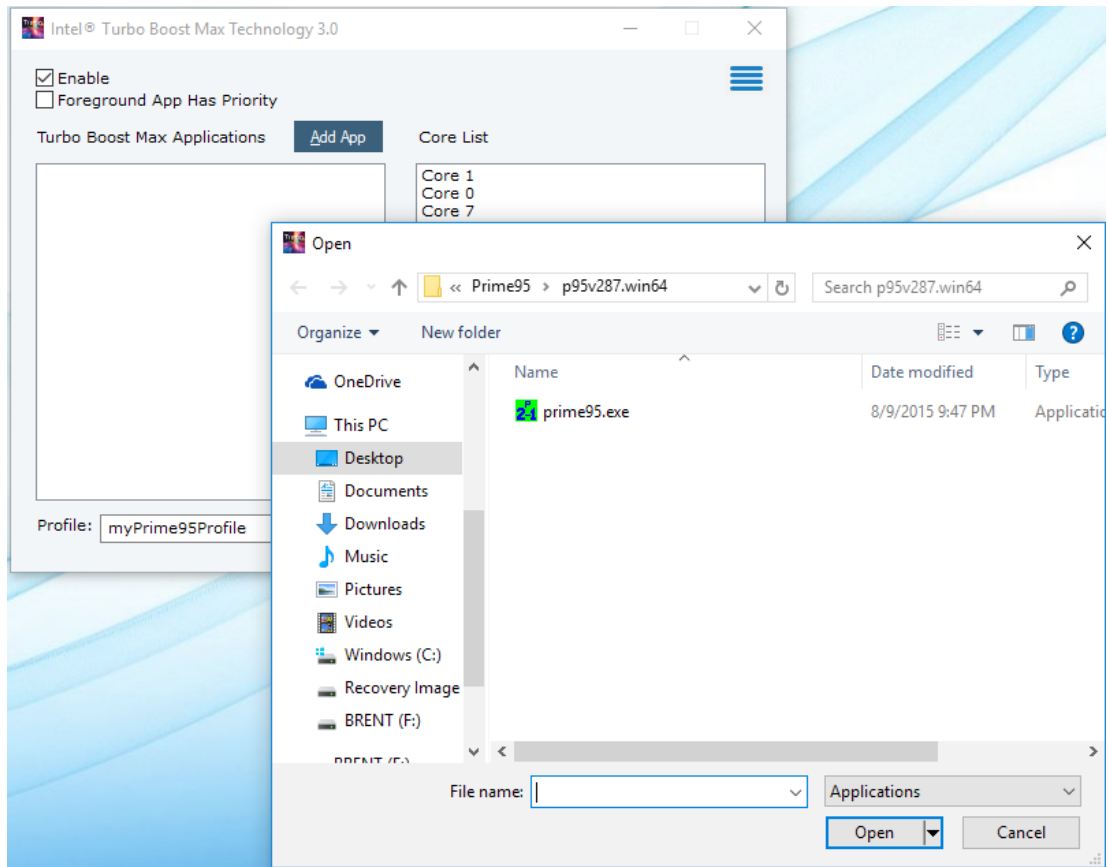 Intel® Turbo Boost Max Technology 3.0
Enable
Foreground App Has Priority
Turbo Boost Max Applications
Add App
Core List
Core 1
Core 0
Core 7
Profile:
myPrime95Profile
Open
« Prime95 › p95v287.win64
Search p95v287.win64
Organize
New folder
Name
Date modified
Type
OneDrive
This PC
Desktop
Documents
Downloads
Music
Pictures
Videos
Windows (C:)
Recovery Image
BRENT (F:)
BRENT (F:)
prime95.exe
8/9/2015 9:47 PM
Applicatio
File name:
Applications
Open
Cancel